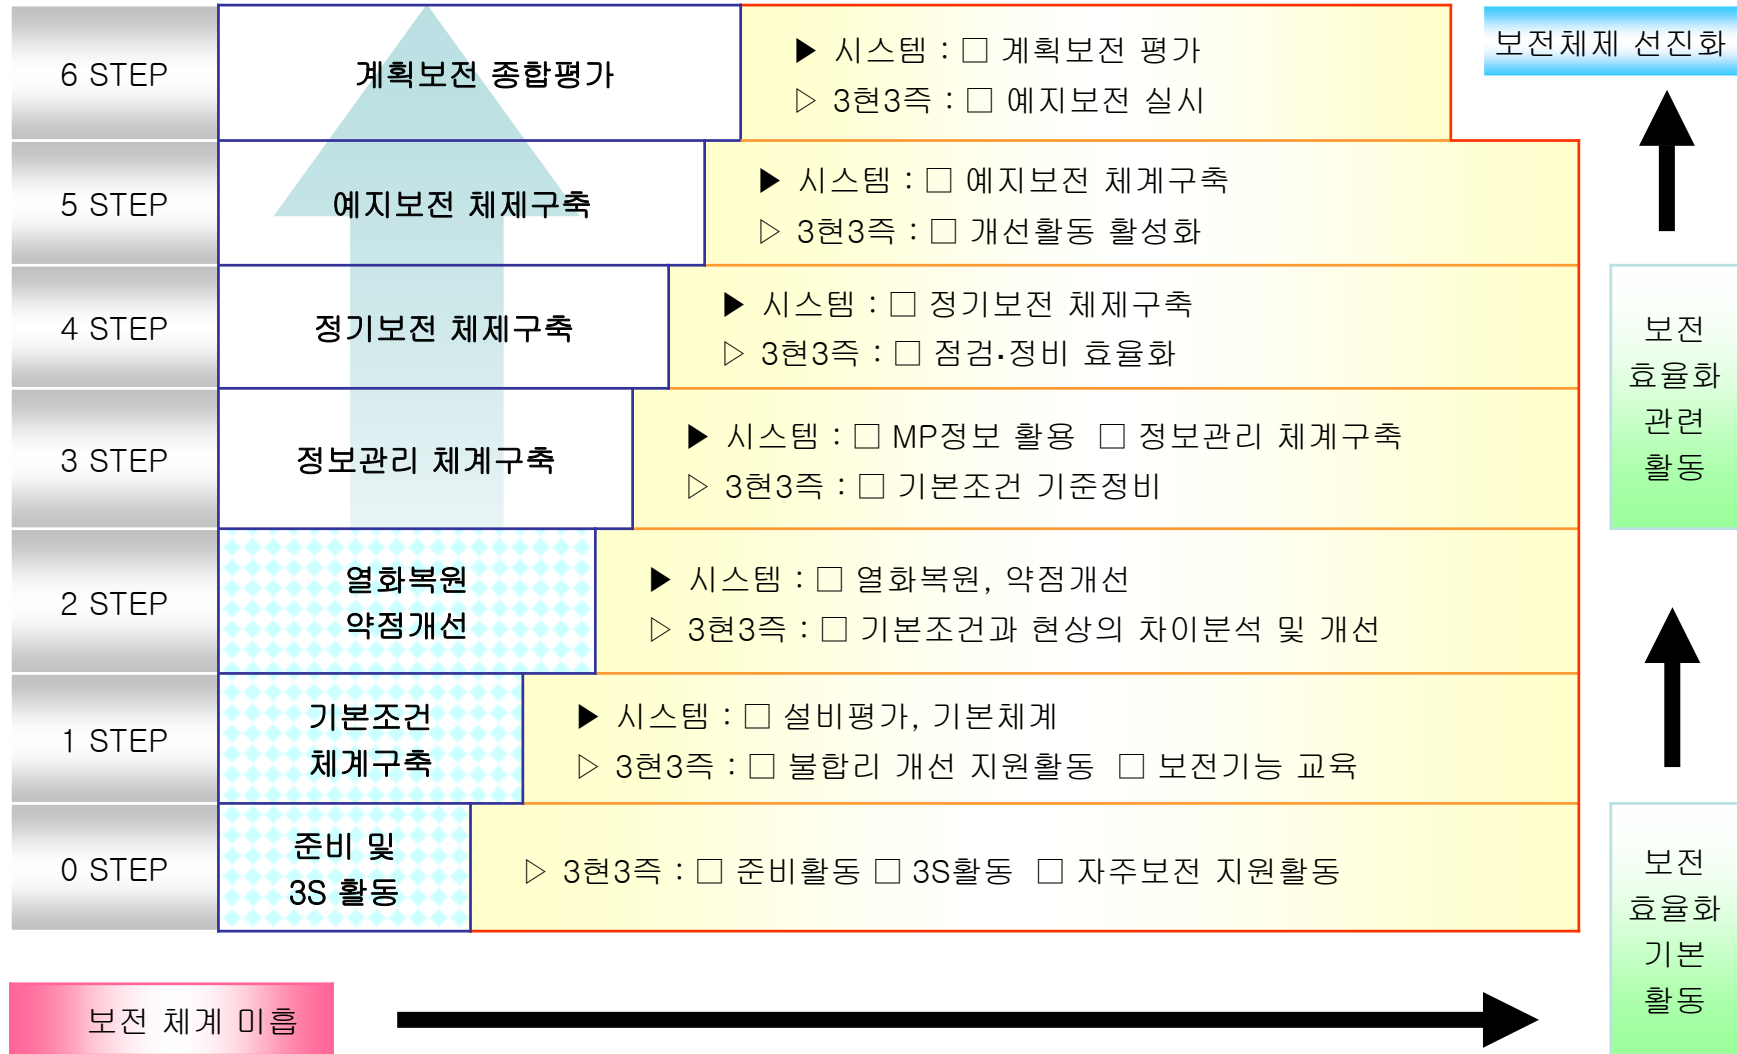 6 STEP
계획보전 종합평가
▶ 시스템 : □ 계획보전 평가
▷ 3현3즉 : □ 예지보전 실시
보전체제 선진화
5 STEP
예지보전 체제구축
▶ 시스템 : □ 예지보전 체계구축
▷ 3현3즉 : □ 개선활동 활성화
4 STEP
정기보전 체제구축
▶ 시스템 : □ 정기보전 체제구축
▷ 3현3즉 : □ 점검·정비 효율화
보전
효율화
관련
활동
3 STEP
정보관리 체계구축
▶ 시스템 : □ MP정보 활용 □ 정보관리 체계구축
▷ 3현3즉 : □ 기본조건 기준정비
2 STEP
열화복원
약점개선
▶ 시스템 : □ 열화복원, 약점개선
▷ 3현3즉 : □ 기본조건과 현상의 차이분석 및 개선
1 STEP
기본조건
체계구축
▶ 시스템 : □ 설비평가, 기본체계
▷ 3현3즉 : □ 불합리 개선 지원활동 □ 보전기능 교육
0 STEP
준비 및
3S 활동
▷ 3현3즉 : □ 준비활동 □ 3S활동 □ 자주보전 지원활동
보전
효율화
기본
활동
보전 체계 미흡